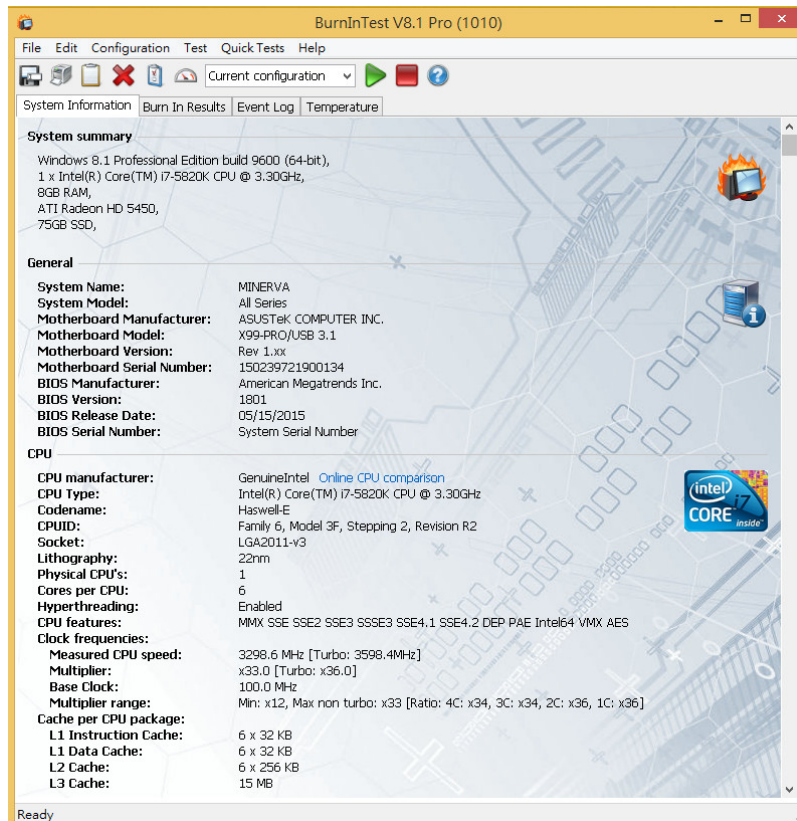 BurnInTest V8.1 Pro (1010)
File Edit Configuration Test Quick Tests Help
Current configuration
System Information Burn In Results Event Log Temperature
System summary
Windows 8.1 Professional Edition build 9600 (64-bit),
1 x Intel(R) Core(TM) i7-5820K CPU @ 3.30GHz,
8GB RAM,
ATI Radeon HD 5450,
75GB SSD,
General
System Name: MINERVA
System Model: All Series
Motherboard Manufacturer: ASUSTeK COMPUTER INC.
Motherboard Model: X99-PRO/USB 3.1
Motherboard Version: Rev 1.xx
Motherboard Serial Number: 150239721900134
BIOS Manufacturer: American Megatrends Inc.
BIOS Version: 1801
BIOS Release Date: 05/15/2015
BIOS Serial Number: System Serial Number
CPU
CPU manufacturer: GenuineIntel Online CPU comparison
CPU Type: Intel(R) Core(TM) i7-5820K CPU @ 3.30GHz
Codename: Haswell-E
CPUID: Family 6, Model 3F, Stepping 2, Revision R2
Socket: LGA2011-v3
Lithography: 22nm
Physical CPU's: 1
Cores per CPU: 6
Hyperthreading: Enabled
CPU features: MMX SSE SSE2 SSE3 SSSE3 SSE4.1 SSE4.2 DEP PAE Intel64 VMX AES
Clock frequencies:
Measured CPU speed: 3298.6 MHz [Turbo: 3598.4MHz]
Multiplier: x33.0 [Turbo: x36.0]
Base Clock: 100.0 MHz
Multiplier range: Min: x12, Max non turbo: x33 [Ratio: 4C: x34, 3C: x34, 2C: x36, 1C: x36]
Cache per CPU package:
L1 Instruction Cache: 6 x 32 KB
L1 Data Cache: 6 x 32 KB
L2 Cache: 6 x 256 KB
L3 Cache: 15 MB
intel
CORE i7
inside
Ready